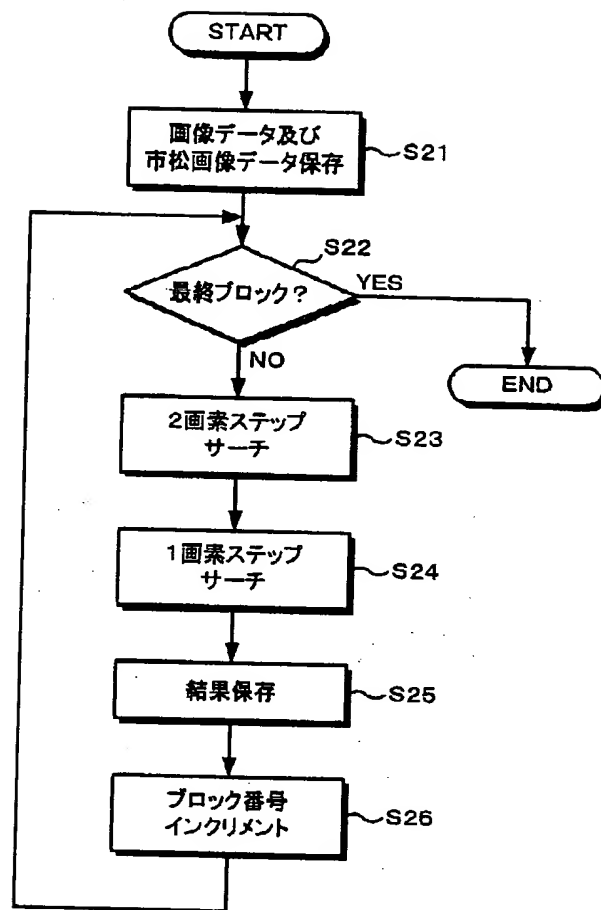 START
画像データ及び
市松画像データ保存
S21
S22
最終ブロック?
YES
NO
END
2画素ステップ
サーチ
S23
1画素ステップ
サーチ
S24
結果保存
S25
ブロック番号
インクリメント
S26